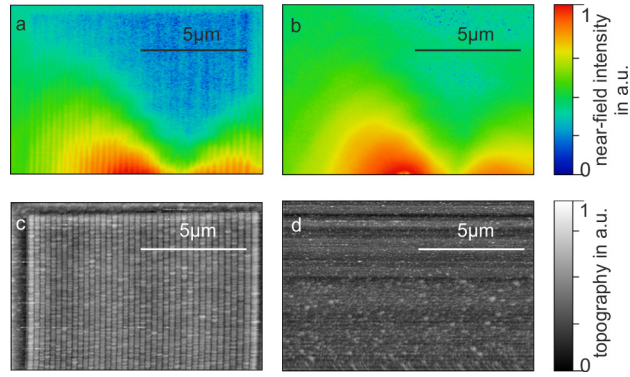 a
5µm
b
5µm
1
0
near-field intensity
in a.u.
c
5µm
d
5µm
1
0
topography in a.u.